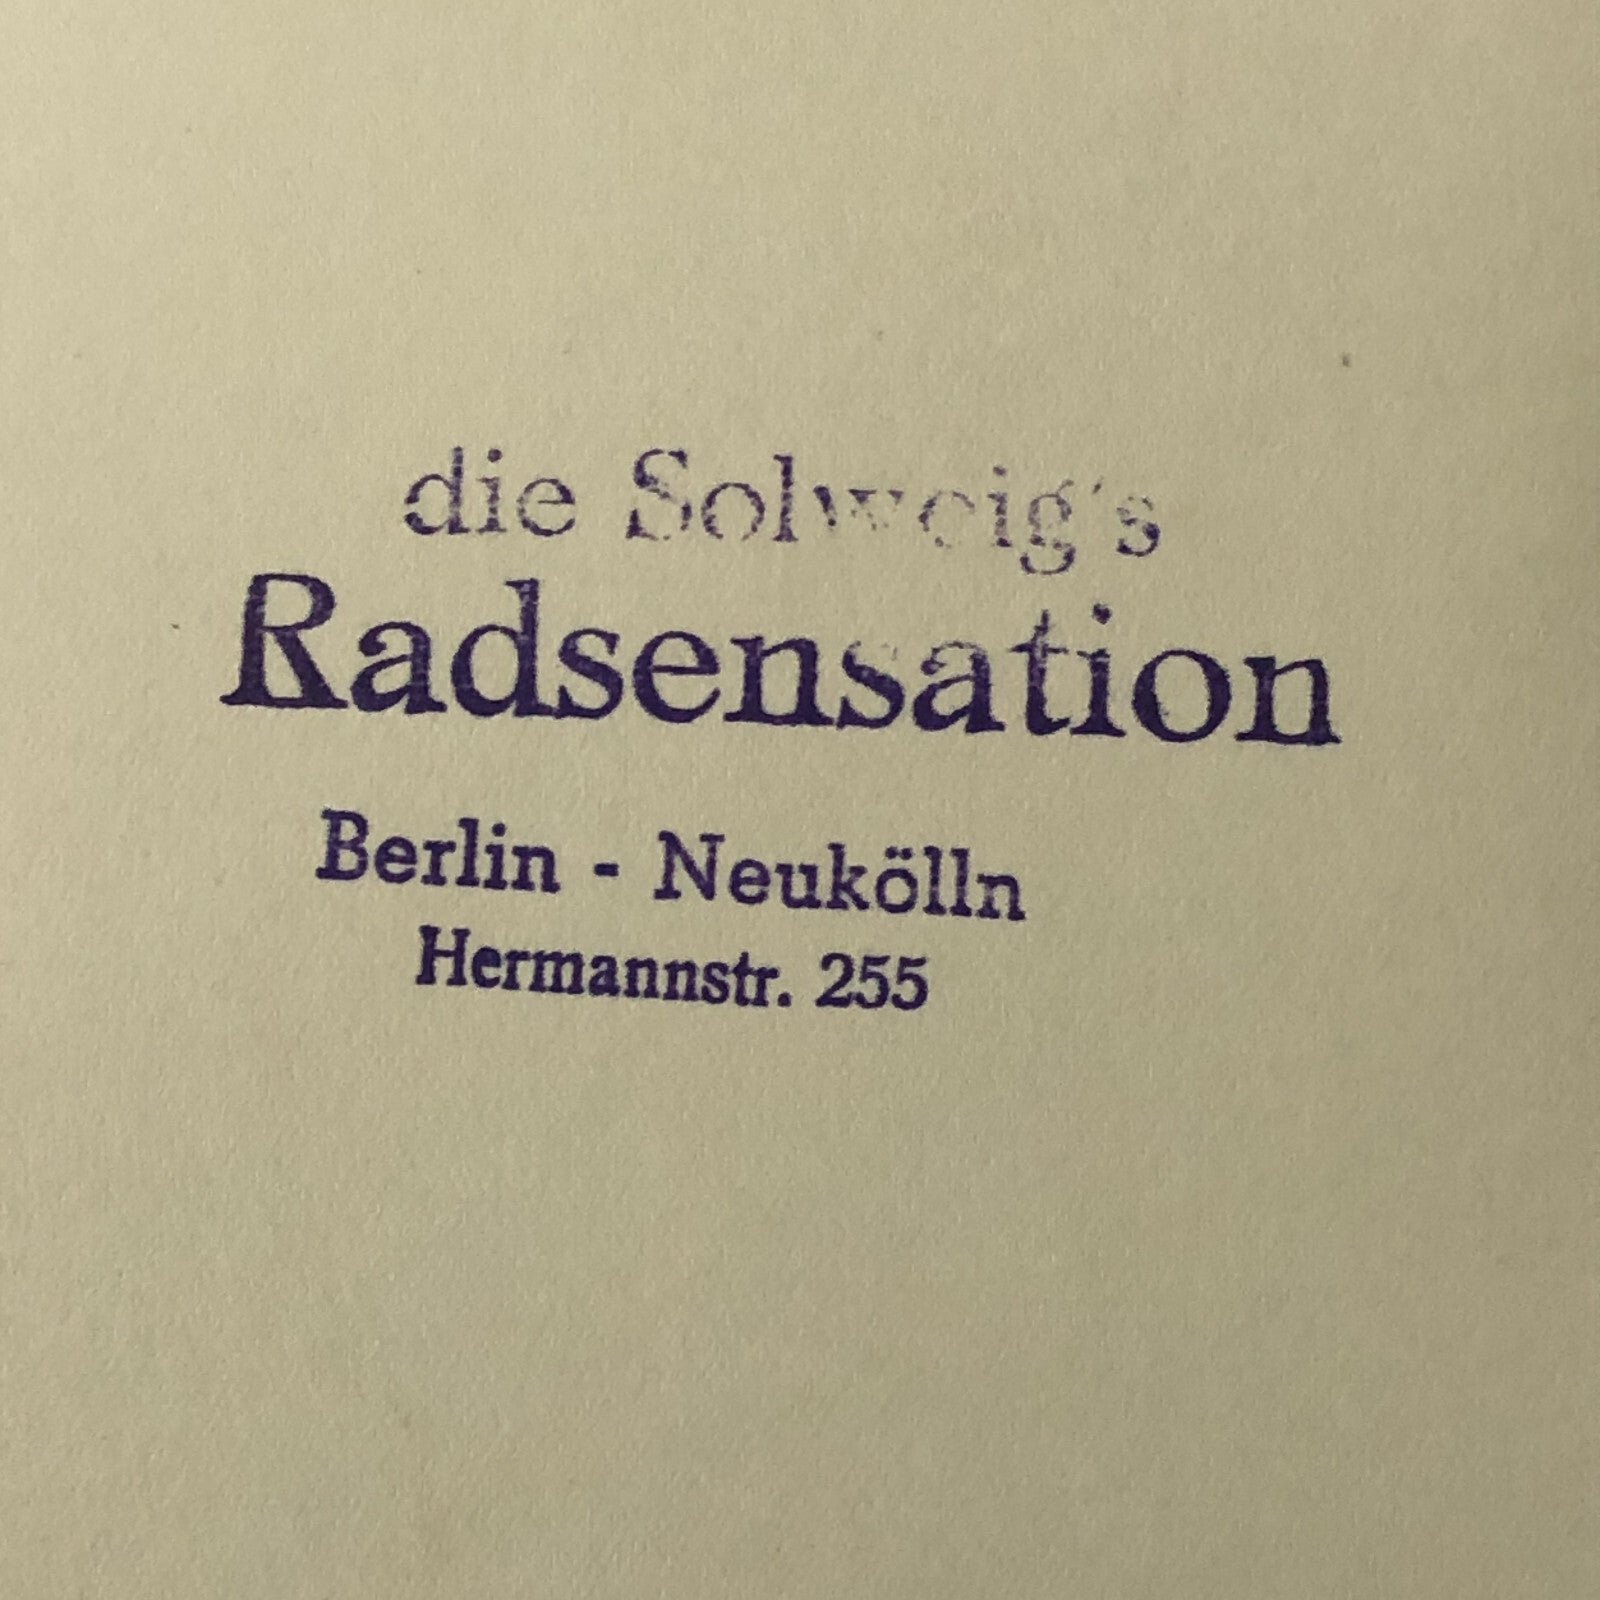 die Solweig's
Radsensation
Berlin - Neukölln
Hermannstr. 255